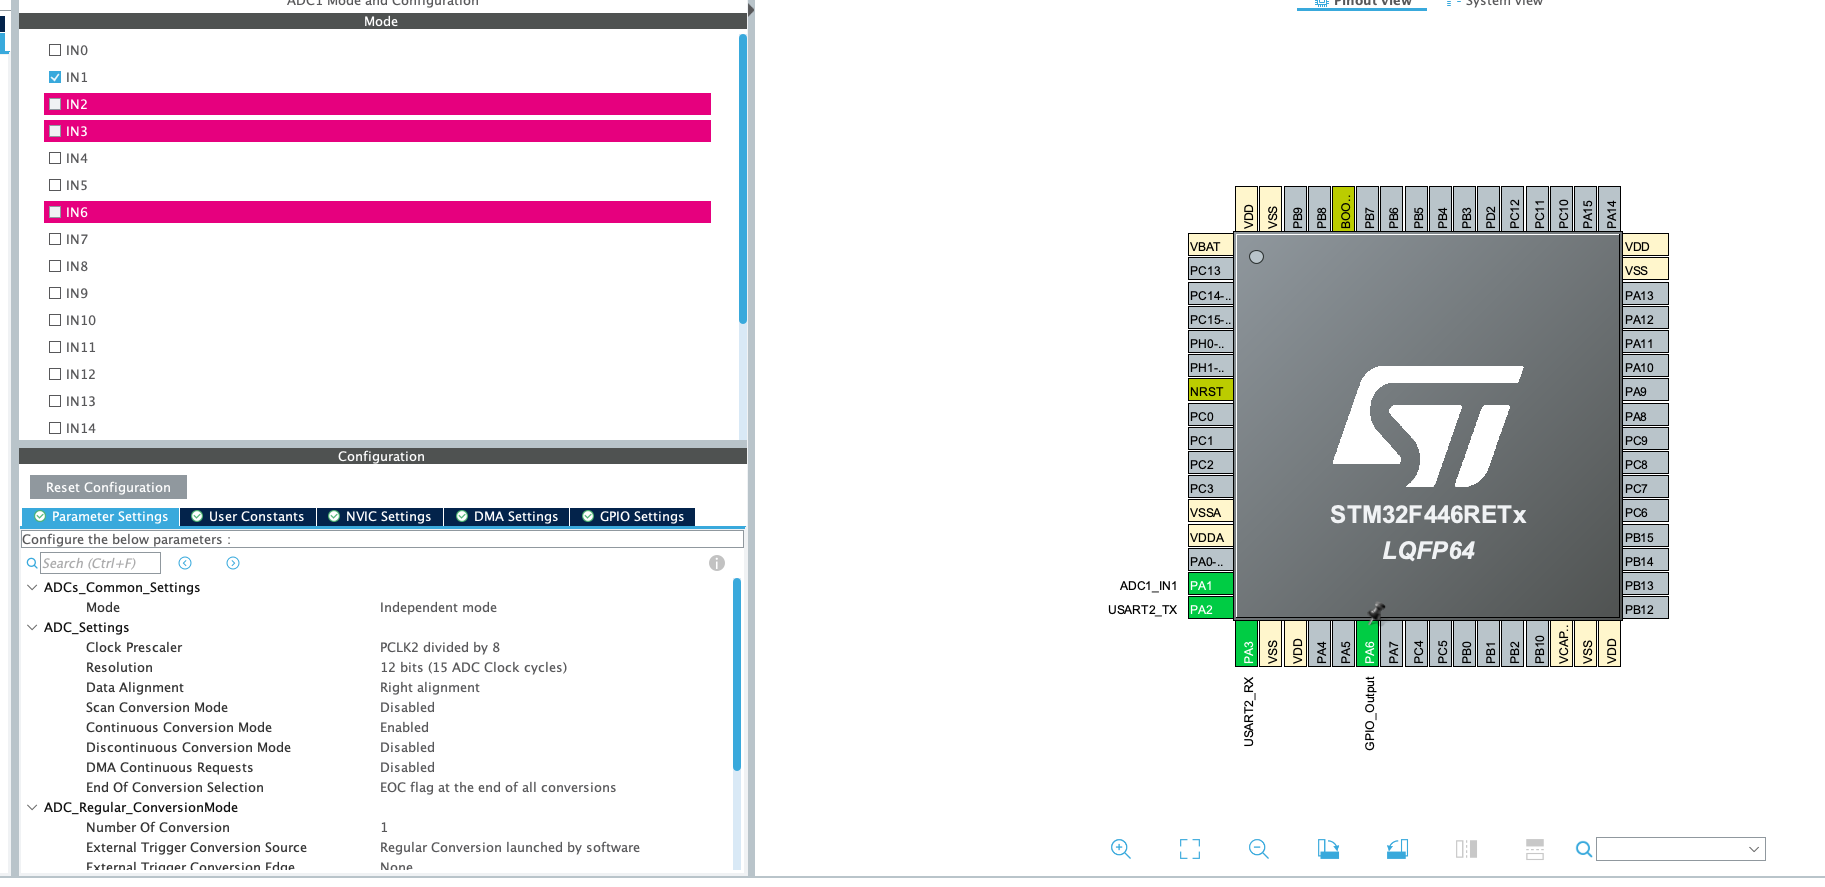 ADC1 Mode and Configuration
Mode
IN0
IN1
IN2
IN3
IN4
IN5
IN6
IN7
IN8
IN9
IN10
IN11
IN12
IN13
IN14
Configuration
Reset Configuration
Parameter Settings User Constants NVIC Settings DMA Settings GPIO Settings
Configure the below parameters :
Search (Ctrl+F)
ADCs_Common_Settings
Mode Independent mode
ADC_Settings
Clock Prescaler PCLK2 divided by 8
Resolution 12 bits (15 ADC Clock cycles)
Data Alignment Right alignment
Scan Conversion Mode Disabled
Continuous Conversion Mode Enabled
Discontinuous Conversion Mode Disabled
DMA Continuous Requests Disabled
End Of Conversion Selection EOC flag at the end of all conversions
ADC_Regular_ConversionMode
Number Of Conversion 1
External Trigger Conversion Source Regular Conversion launched by software
External Trigger Conversion Edge None
Pinout view System view
VDD VSS PB9 PB8 BOO.. PB7 PB6 PB5 PB4 PB3 PD2 PC12 PC11 PC10 PA15 PA14
VBAT
PC13
PC14-..
PC15-..
PH0-..
PH1-..
NRST
PC0
PC1
PC2
PC3
VSSA
VDDA
PA0-..
ADC1_IN1 PA1
USART2_TX PA2
ST
STM32F446RETx
LQFP64
VDD
VSS
PA13
PA12
PA11
PA10
PA9
PA8
PC9
PC8
PC7
PC6
PB15
PB14
PB13
PB12
PA3 VSS VDD PA4 PA5 PA6 PA7 PC4 PC5 PB0 PB1 PB2 PB10 VCAP.. VSS VDD
USART2_RX
GPIO_Output